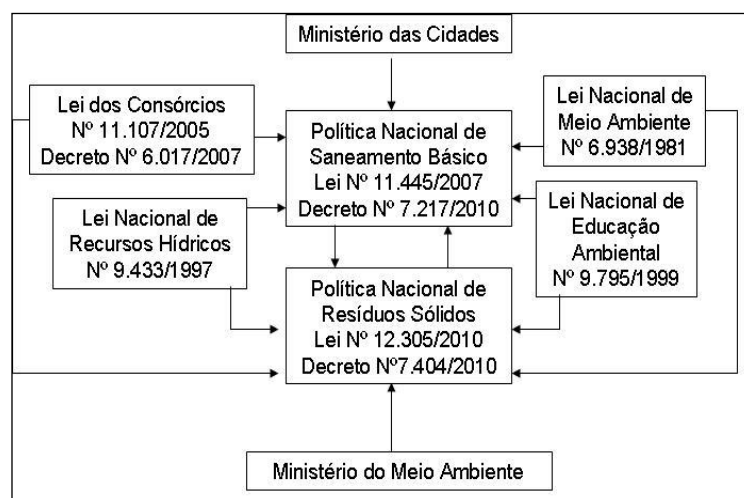 Ministério das Cidades
Lei dos Consórcios
Nº 11.107/2005
Decreto Nº 6.017/2007
Política Nacional de
Saneamento Básico
Lei Nº 11.445/2007
Decreto Nº 7.217/2010
Lei Nacional de
Meio Ambiente
Nº 6.938/1981
Lei Nacional de
Recursos Hídricos
Nº 9.433/1997
Lei Nacional de
Educação
Ambiental
Nº 9.795/1999
Política Nacional de
Resíduos Sólidos
Lei Nº 12.305/2010
Decreto Nº7.404/2010
Ministério do Meio Ambiente